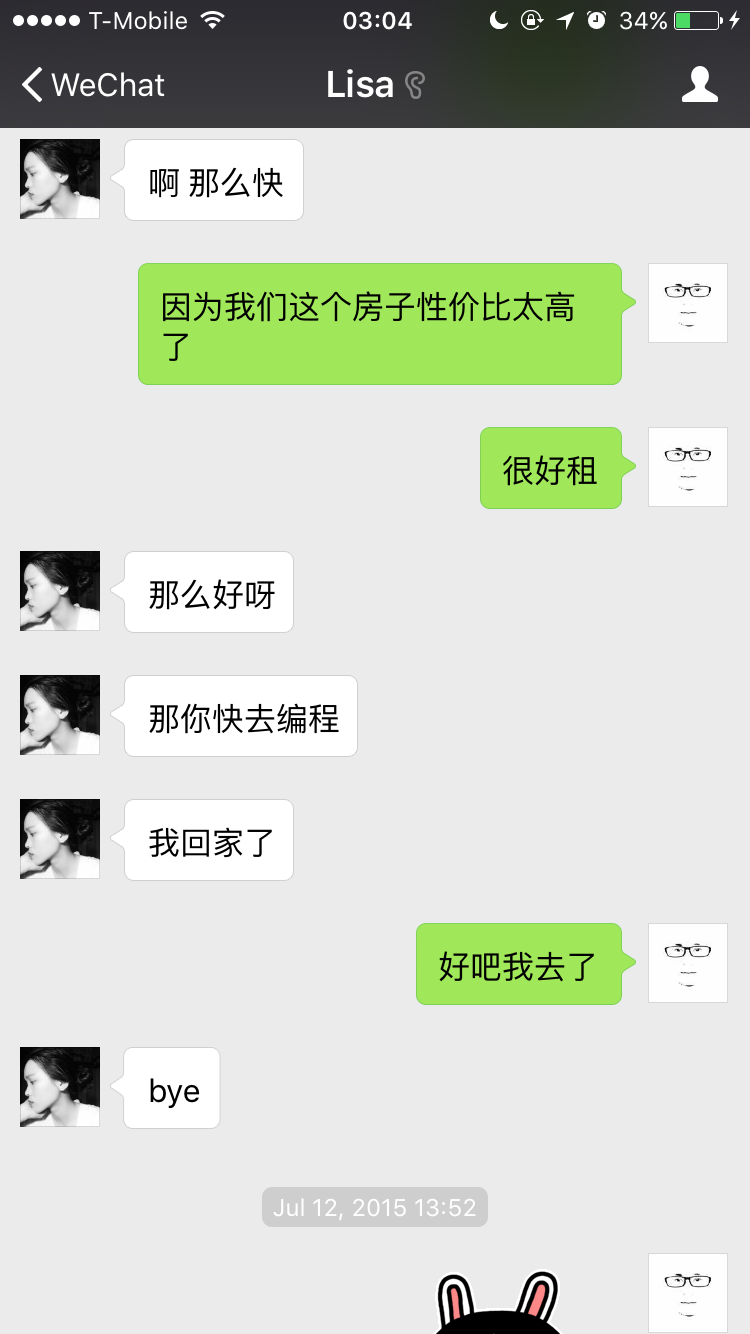 T-Mobile 03:04 34%
WeChat Lisa
啊 那么快
因为我们这个房子性价比太高
了
很好租
那么好呀
那你快去编程
我回家了
好吧我去了
bye
Jul 12, 2015 13:52